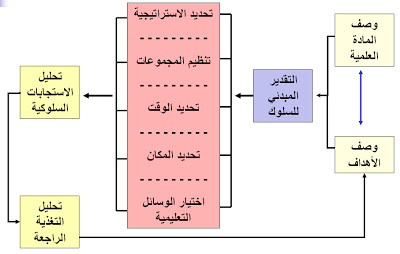 وصف
المادة
العلمية
وصف
الأهداف
التقدير
المبدئي
للسلوك
تحديد الاستراتيجية
تنظيم المجموعات
تحديد الوقت
تحديد المكان
اختيار الوسائل
التعليمية
تحليل
الاستجابات
السلوكية
تحليل
التغذية
الراجعة